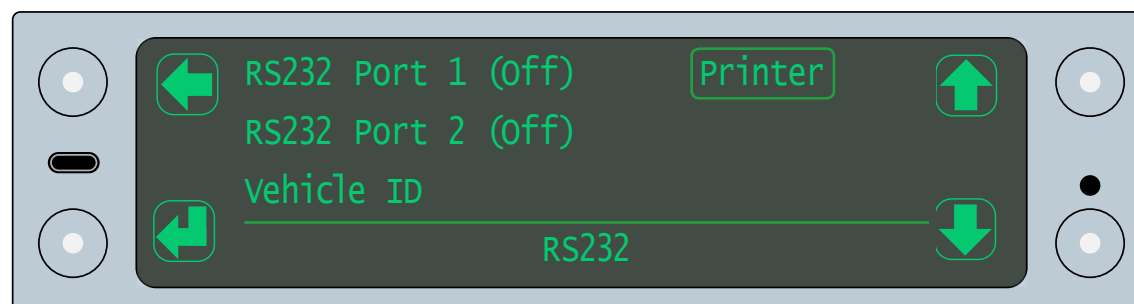 RS232 Port 1 (Off) Printer
RS232 Port 2 (Off)
Vehicle ID
RS232